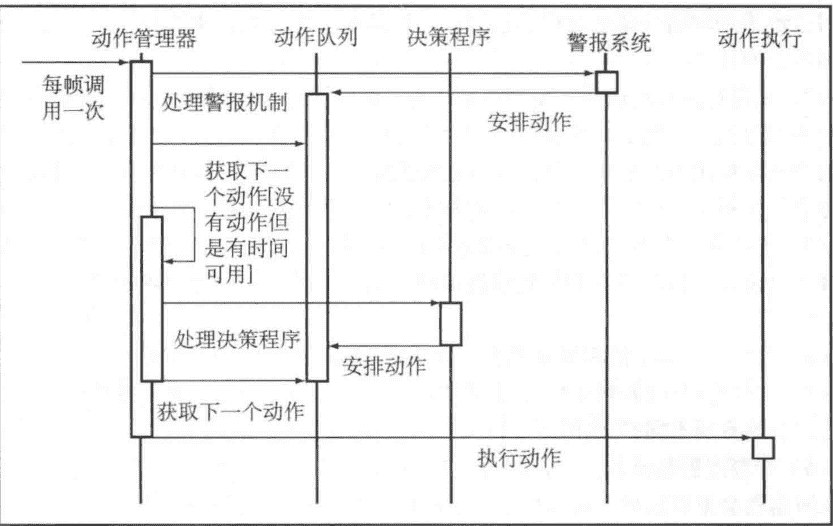 动作管理器
动作队列
决策程序
警报系统
动作执行
每帧调
用一次
处理警报机制
安排动作
获取下一
个动作[没
有动作但
是有时间
可用]
处理决策程序
安排动作
获取下一个动作
执行动作